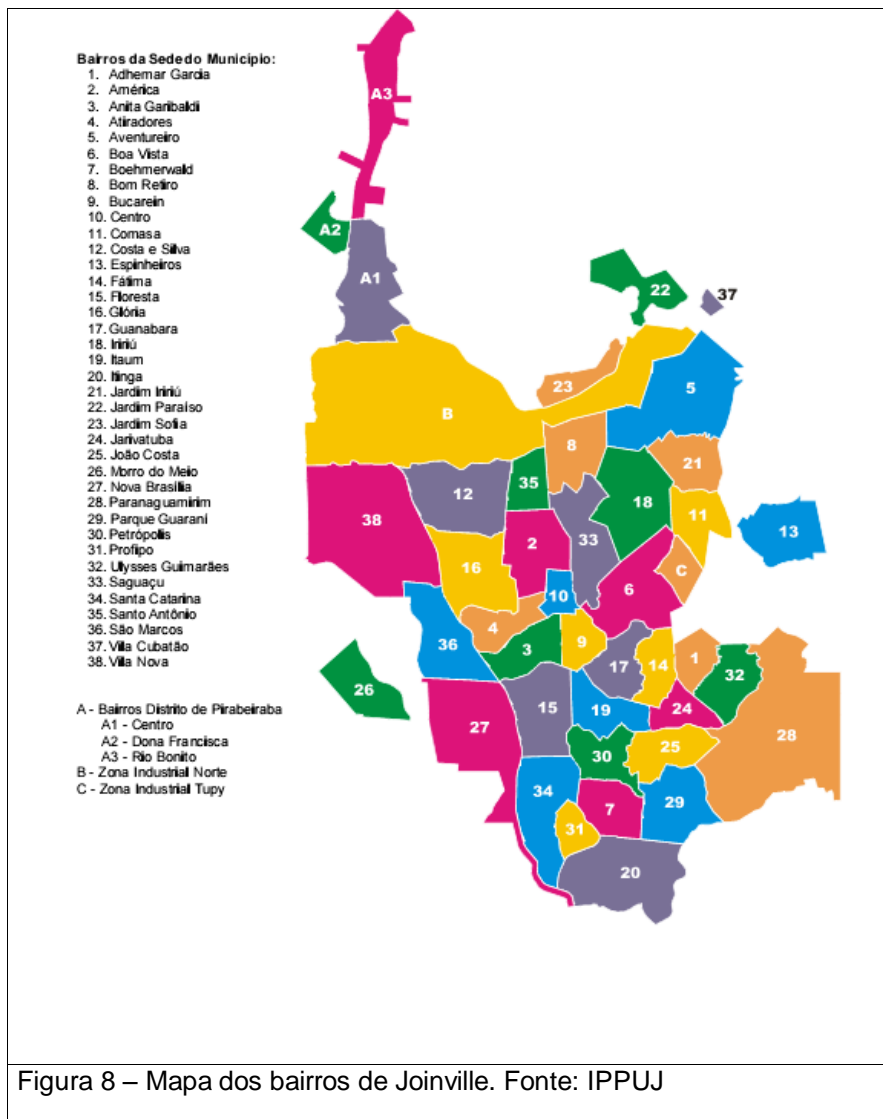 Bairros da Sede do Município:
1. Adhemar Garcia
2. América
3. Anita Garibaldi
4. Atiradores
5. Aventureiro
6. Boa Vista
7. Boehmerwald
8. Bom Retiro
9. Bucarein
10. Centro
11. Comasa
12. Costa e Silva
13. Espinheiros
14. Fátima
15. Floresta
16. Glória
17. Guanabara
18. Iririú
19. Itaum
20. Itinga
21. Jardim Iririú
22. Jardim Paraíso
23. Jardim Sofia
24. Jarivatuba
25. João Costa
26. Morro do Meio
27. Nova Brasília
28. Paranaguamirim
29. Parque Guarani
30. Petrópolis
31. Profipo
32. Ulysses Guimarães
33. Saguaçu
34. Santa Catarina
35. Santo Antônio
36. São Marcos
37. Vila Cubatão
38. Vila Nova
A - Bairros Distrito de Pirabeiraba
A1 - Centro
A2 - Dona Francisca
A3 - Rio Bonito
B - Zona Industrial Norte
C - Zona Industrial Tupy
A3
A2
A1
22
37
23
5
B
8
21
35
12
18
11
38
2
33
13
16
C
10
6
4
36
9
3
17
14
1
32
26
15
27
19
24
28
25
30
34
29
7
31
20
Figura 8 – Mapa dos bairros de Joinville. Fonte: IPPUJ